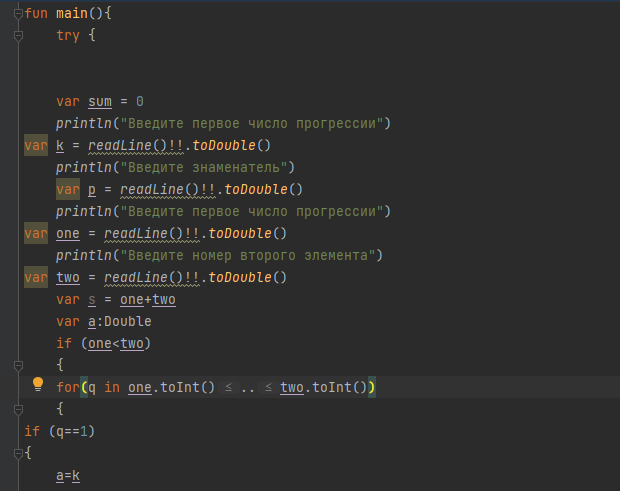 fun main(){
try {
var sum = 0
println("Введите первое число прогрессии")
var k = readLine()!!.toDouble()
println("Введите знаменатель")
var p = readLine()!!.toDouble()
println("Введите первое число прогрессии")
var one = readLine()!!.toDouble()
println("Введите номер второго элемента")
var two = readLine()!!.toDouble()
var s = one+two
var a:Double
if (one<two)
{
for(q in one.toInt() ≤ .. ≤ two.toInt())
{
if (q==1)
{
a=k